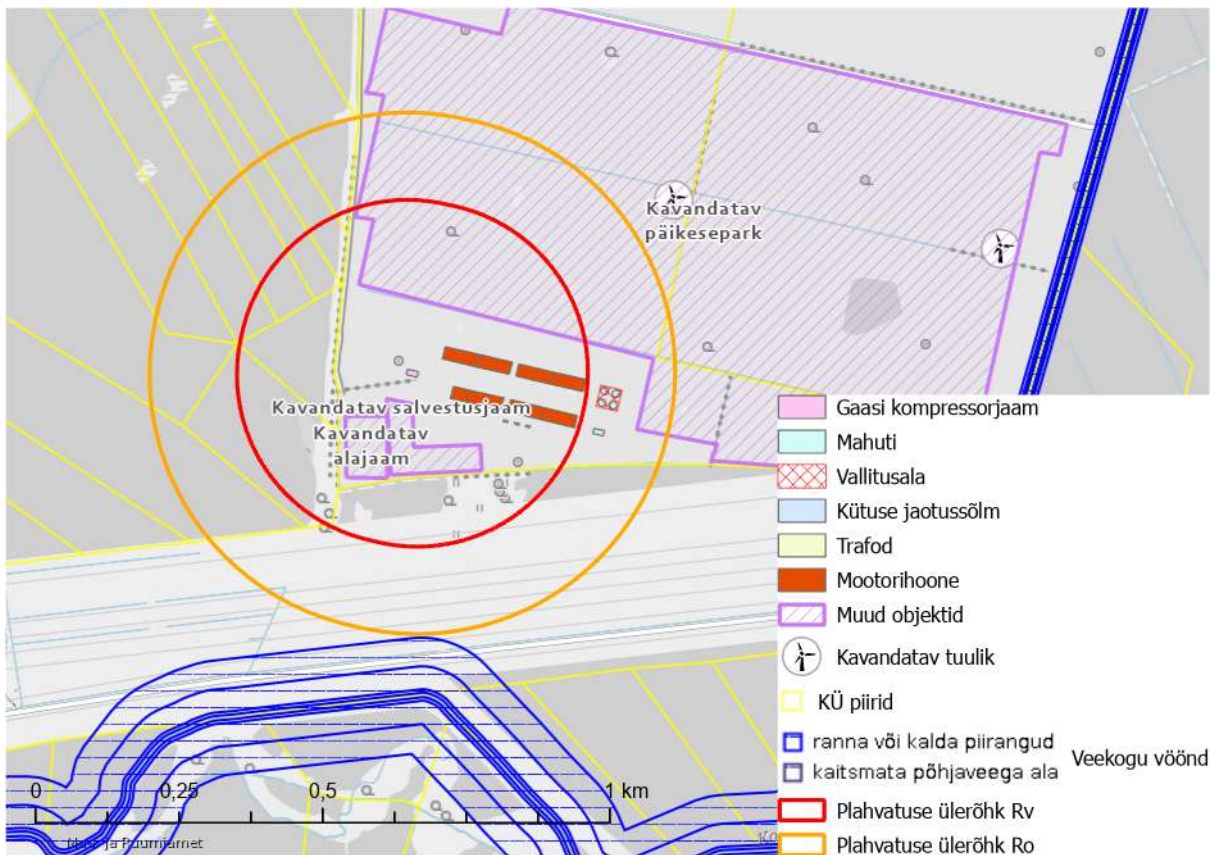 Kavandatav
päikesepark
Kavandatav salvestusjaam
Kavandatav
alajaam
Gaasi kompressorjaam
Mahuti
Vallitusala
Kütuse jaotussõlm
Trafod
Mootorihoone
Muud objektid
Kavandatav tuulik
KÜ piirid
ranna või kalda piirangud
kaitsmata põhjaveega ala
Veekogu vöönd
Plahvatuse ülerõhk Rv
Plahvatuse ülerõhk Ro
0 0,25 0,5 1 km
ja Ruumiamet